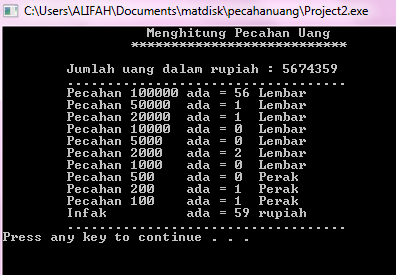 C:\Users\ALIFAH\Documents\matdisk\pecahanuang\Project2.exe
Menghitung Pecahan Uang
***************************
Jumlah uang dalam rupiah : 5674359
...................................
Pecahan 100000 ada = 56 Lembar
Pecahan 50000 ada = 1 Lembar
Pecahan 20000 ada = 1 Lembar
Pecahan 10000 ada = 0 Lembar
Pecahan 5000 ada = 0 Lembar
Pecahan 2000 ada = 2 Lembar
Pecahan 1000 ada = 0 Lembar
Pecahan 500 ada = 0 Perak
Pecahan 200 ada = 1 Perak
Pecahan 100 ada = 1 Perak
Infak ada = 59 rupiah
...................................
Press any key to continue . . .